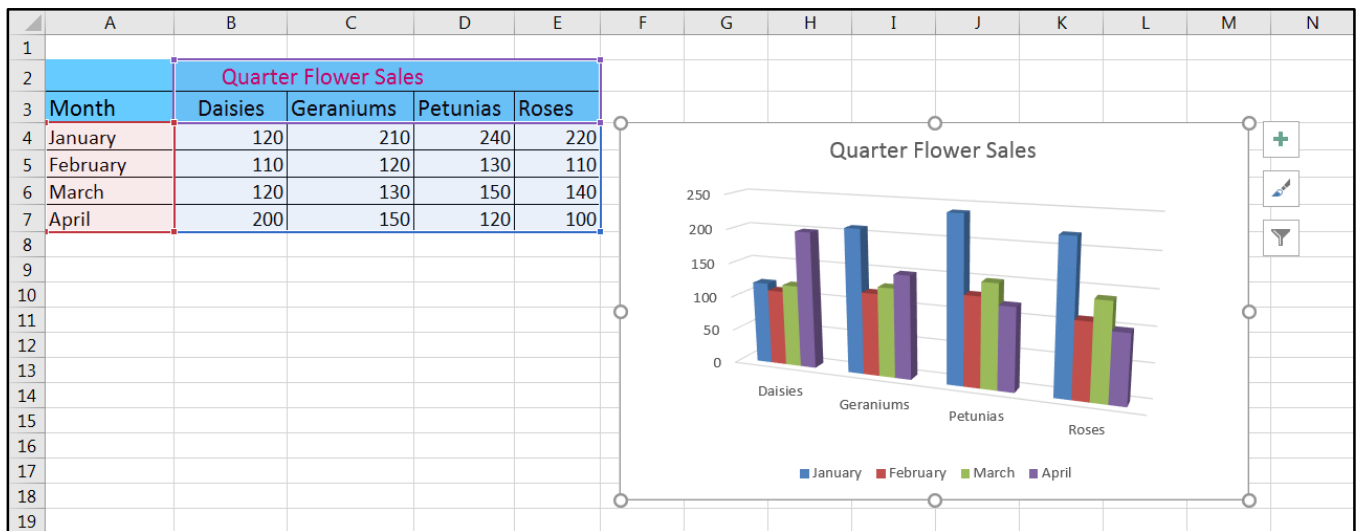 A B C D E F G H I J K L M N
1
2 Quarter Flower Sales
3 Month Daisies Geraniums Petunias Roses
4 January 120 210 240 220
5 February 110 120 130 110
6 March 120 130 150 140
7 April 200 150 120 100
8
9
10
11
12
13
14
15
16
17
18
19
Quarter Flower Sales
250
200
150
100
50
0
Daisies Geraniums Petunias Roses
January February March April